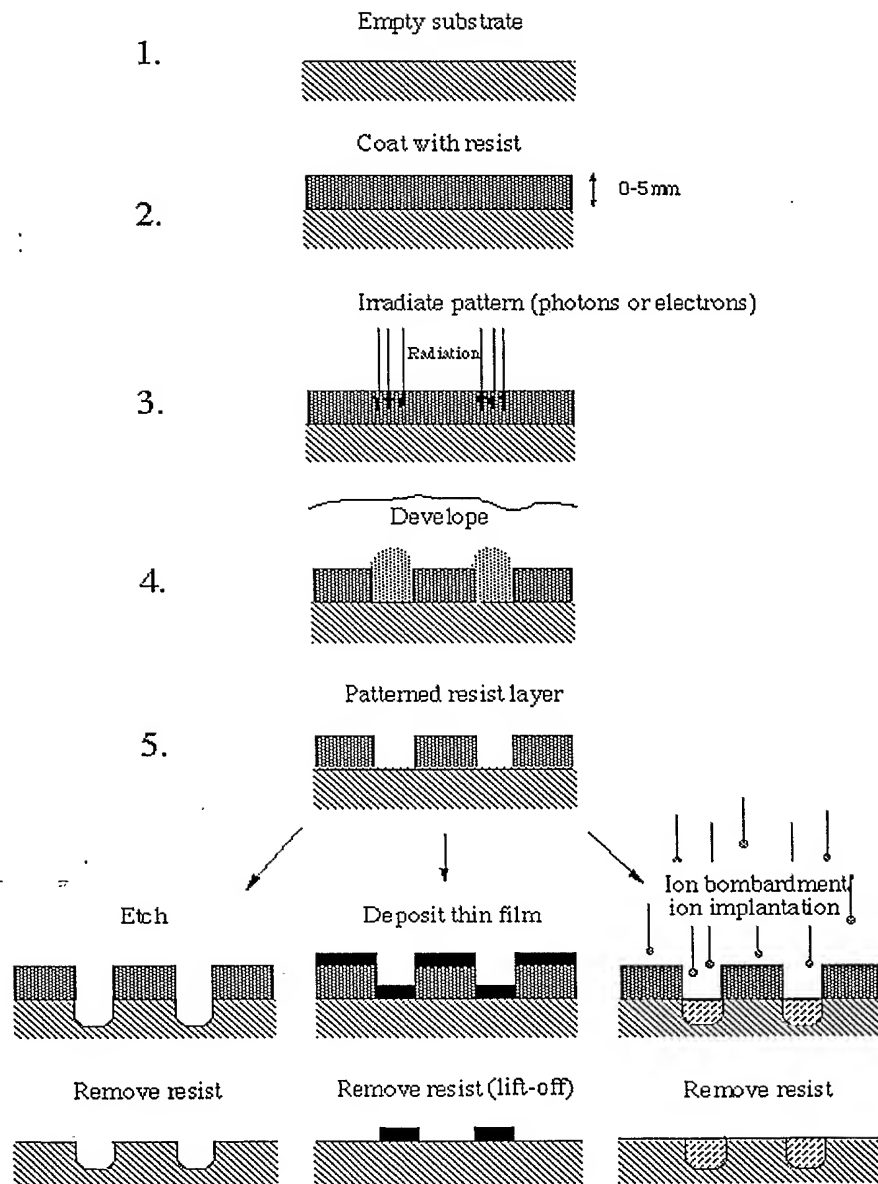 Empty substrate
1.
Coat with resist
0-5mm
2.
Irradiate pattern (photons or electrons)
Radiation
3.
Develope
4.
Patterned resist layer
5.
Ion bombardment/
ion implantation
Etch
Deposit thin film
Remove resist
Remove resist (lift-off)
Remove resist